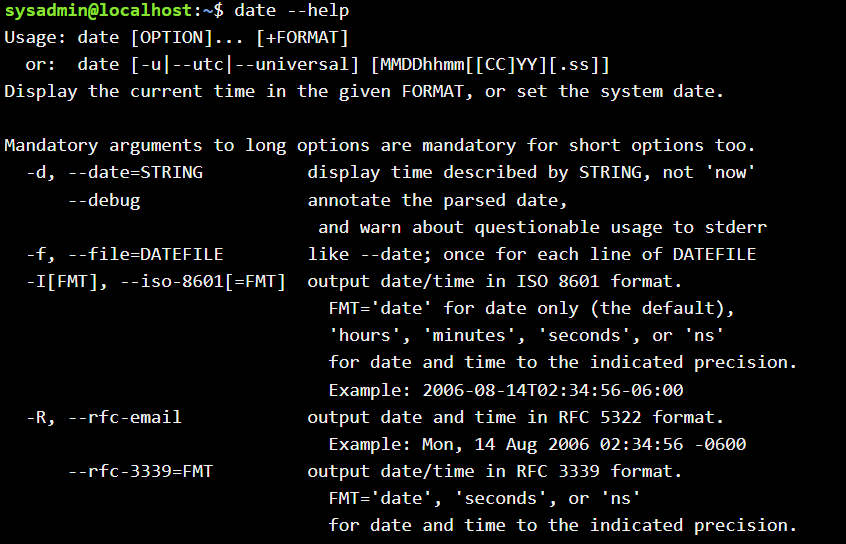 sysadmin@localhost:~$ date --help
Usage: date [OPTION]... [+FORMAT]
  or:  date [-u|--utc|--universal] [MMDDhhmm[[CC]YY][.ss]]
Display the current time in the given FORMAT, or set the system date.

Mandatory arguments to long options are mandatory for short options too.
  -d, --date=STRING          display time described by STRING, not 'now'
      --debug                annotate the parsed date,
                              and warn about questionable usage to stderr
  -f, --file=DATEFILE        like --date; once for each line of DATEFILE
  -I[FMT], --iso-8601[=FMT]  output date/time in ISO 8601 format.
                               FMT='date' for date only (the default),
                               'hours', 'minutes', 'seconds', or 'ns'
                               for date and time to the indicated precision.
                               Example: 2006-08-14T02:34:56-06:00
  -R, --rfc-email            output date and time in RFC 5322 format.
                               Example: Mon, 14 Aug 2006 02:34:56 -0600
      --rfc-3339=FMT         output date/time in RFC 3339 format.
                               FMT='date', 'seconds', or 'ns'
                               for date and time to the indicated precision.